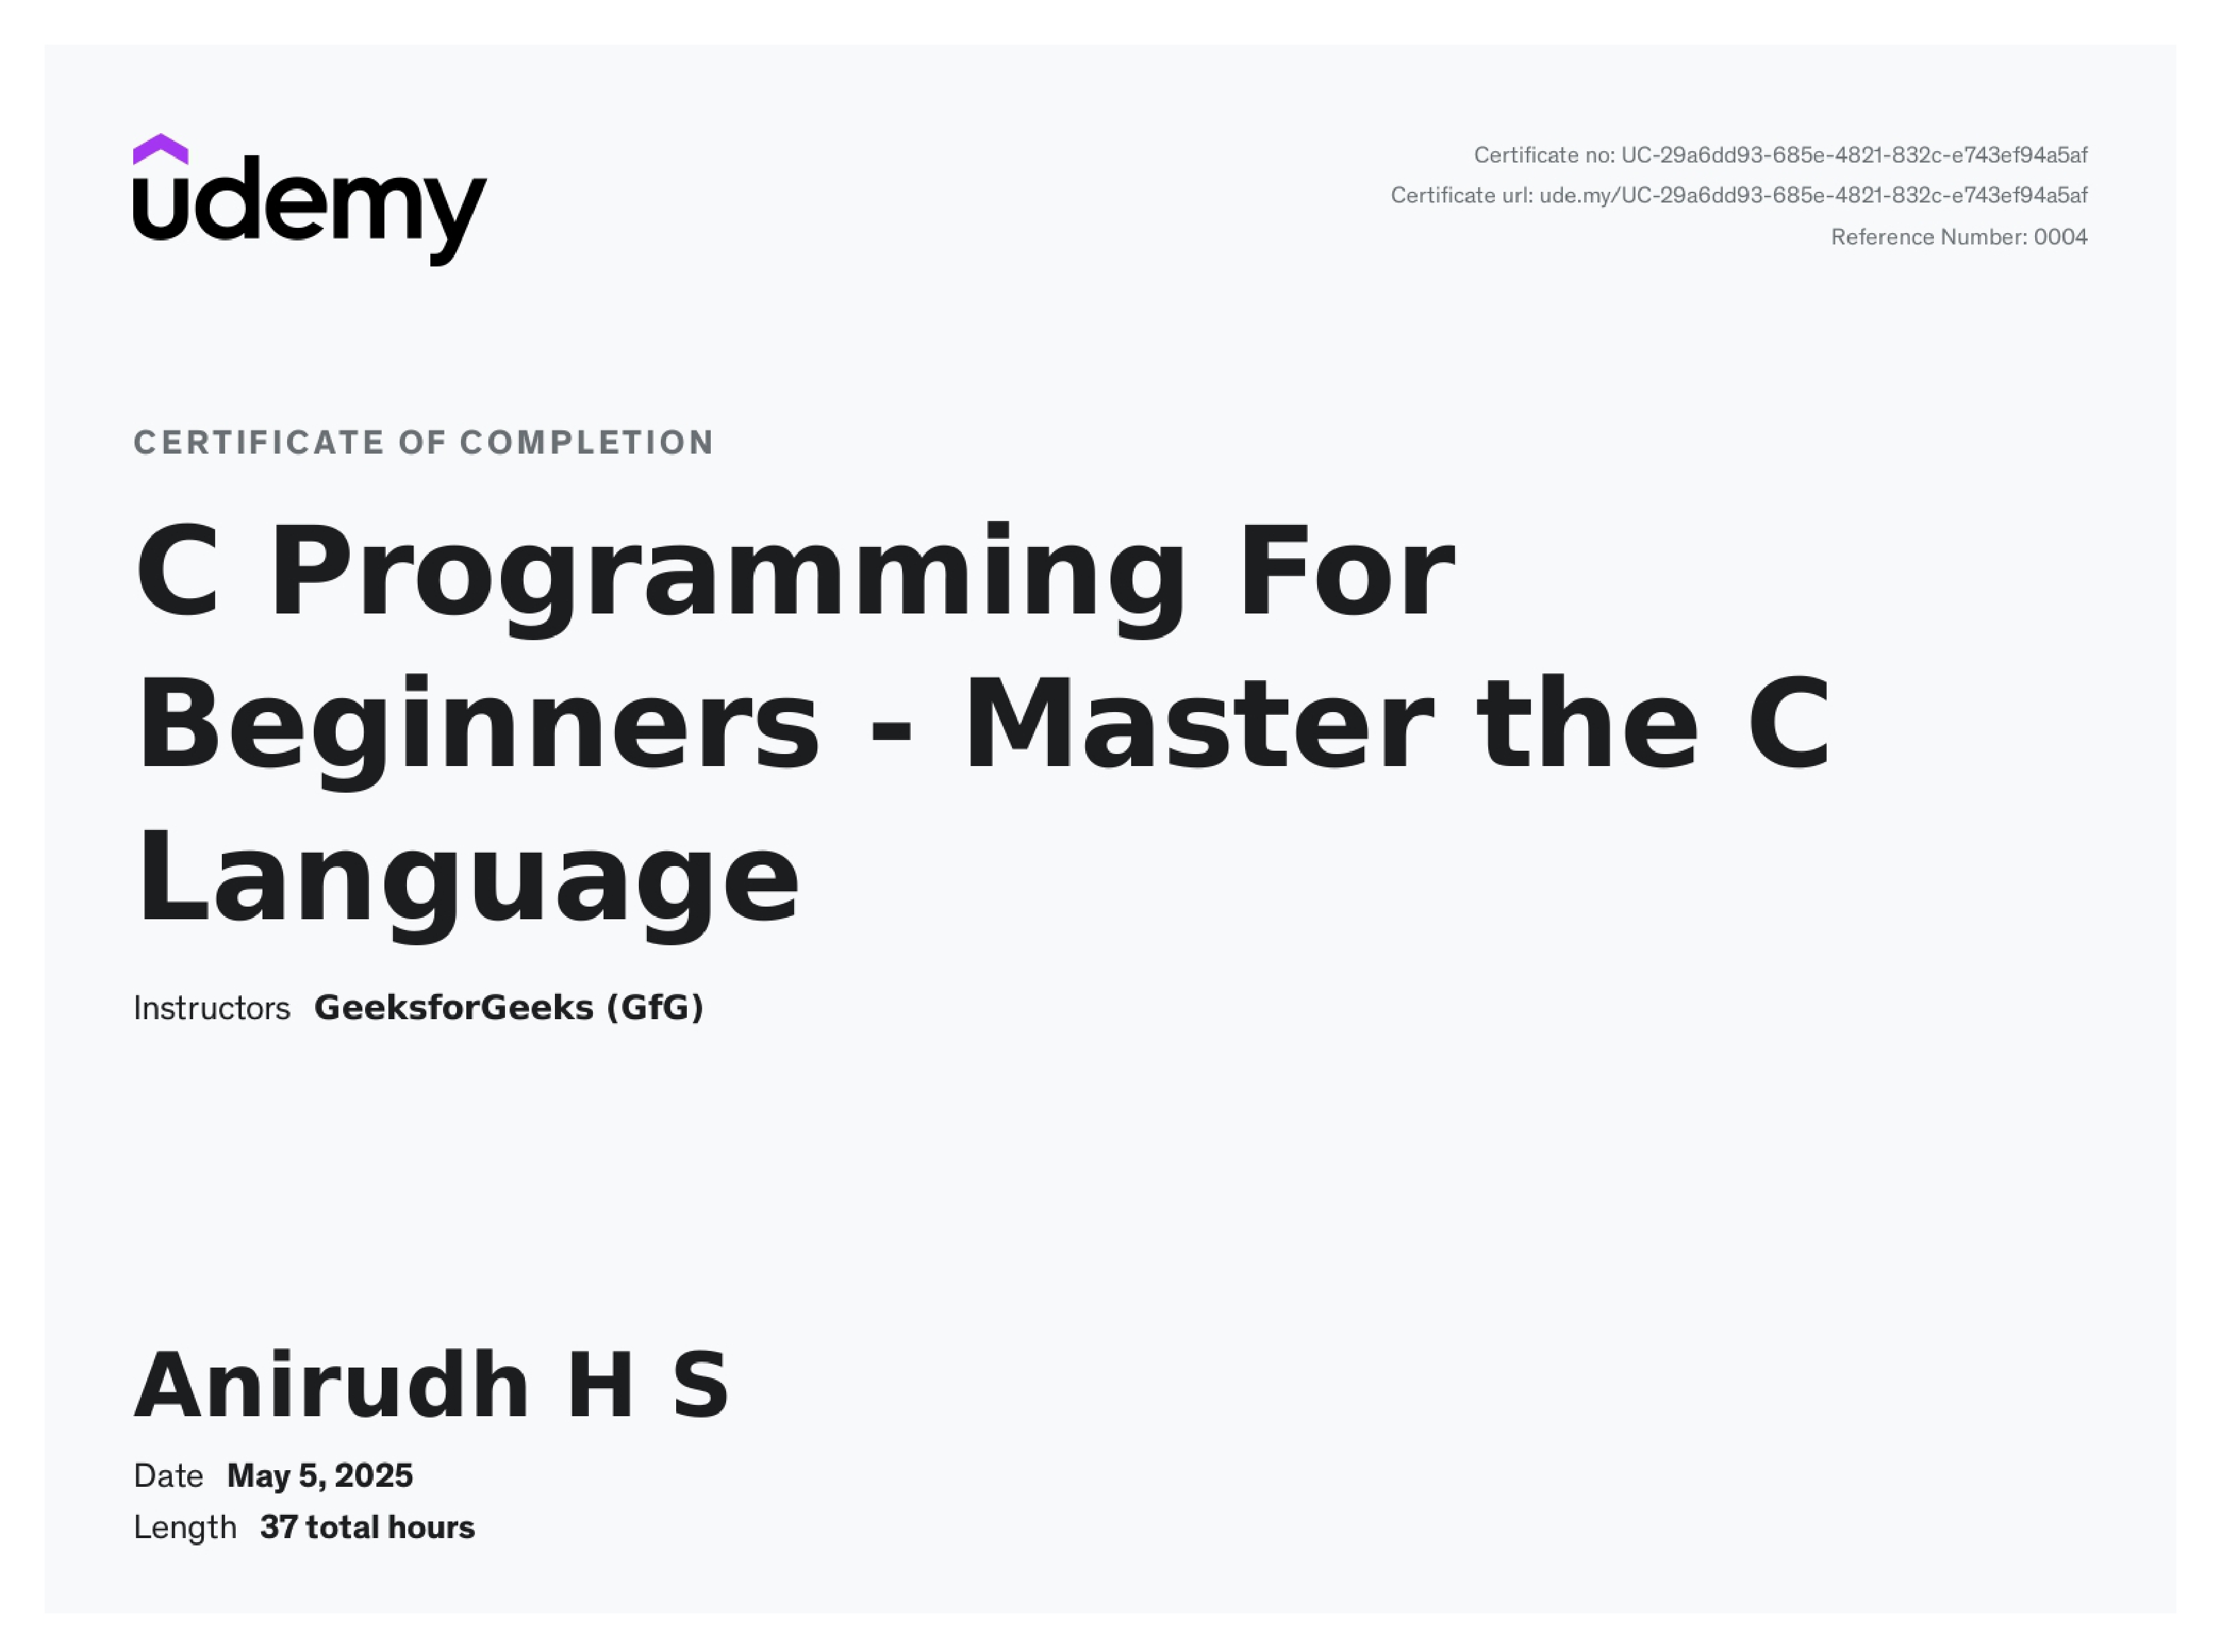 udemy
Certificate no: UC-29a6dd93-685e-4821-832c-e743ef94a5af
Certificate url: ude.my/UC-29a6dd93-685e-4821-832c-e743ef94a5af
Reference Number: 0004
CERTIFICATE OF COMPLETION
C Programming For
Beginners - Master the C
Language
Instructors GeeksforGeeks (GfG)
Anirudh H S
Date May 5, 2025
Length 37 total hours